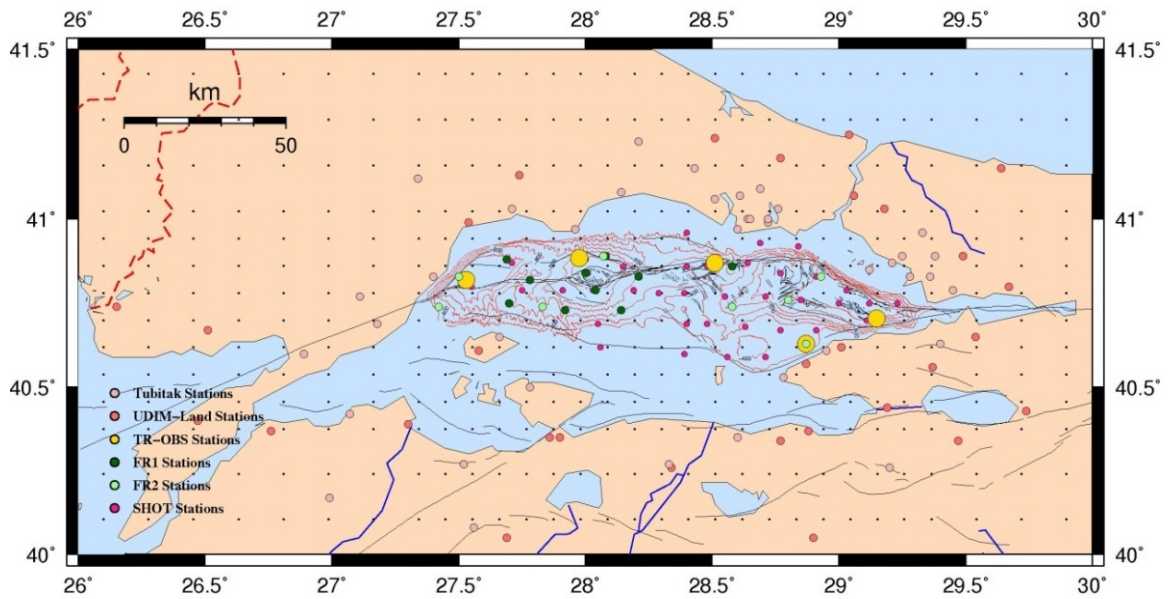 26˚ 26.5˚ 27˚ 27.5˚ 28˚ 28.5˚ 29˚ 29.5˚ 30˚
41.5˚ 41.5˚
km
0 50
41˚ 41˚
40.5˚ 40.5˚
Tubitak Stations
UDIM−Land Stations
TR−OBS Stations
FR1 Stations
FR2 Stations
SHOT Stations
40˚ 40˚
26˚ 26.5˚ 27˚ 27.5˚ 28˚ 28.5˚ 29˚ 29.5˚ 30˚